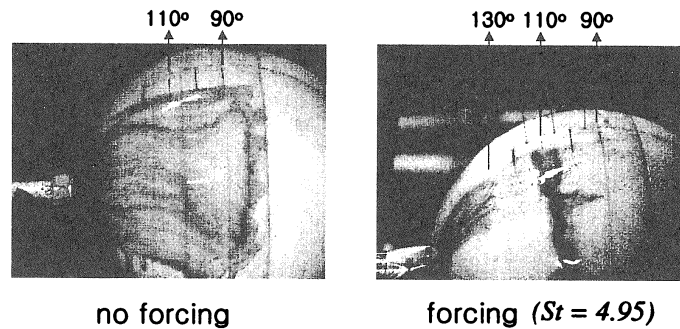 110° 90°
130° 110° 90°
no forcing
forcing (St = 4.95)